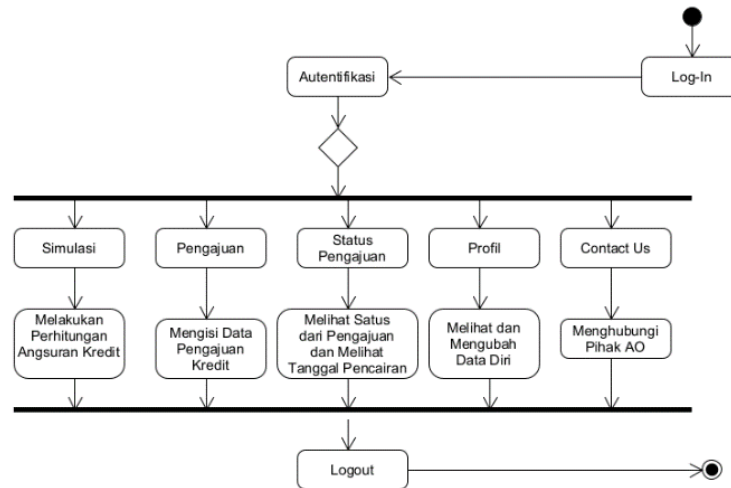 Log-In
Autentifikasi
Simulasi
Pengajuan
Status
Pengajuan
Profil
Contact Us
Melakukan
Perhitungan
Angsuran Kredit
Mengisi Data
Pengajuan
Kredit
Melihat Satus
dari Pengajuan
dan Melihat
Tanggal Pencairan
Melihat dan
Mengubah
Data Diri
Menghubungi
Pihak AO
Logout